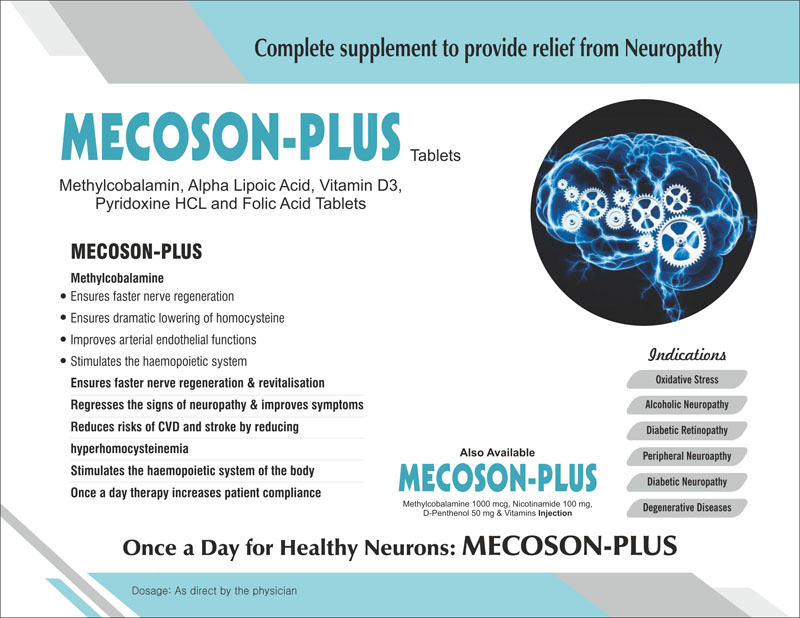 Complete supplement to provide relief from Neuropathy
MECOSON-PLUS Tablets
Methylcobalamin, Alpha Lipoic Acid, Vitamin D3,
Pyridoxine HCL and Folic Acid Tablets
MECOSON-PLUS
Methylcobalamine
• Ensures faster nerve regeneration
• Ensures dramatic lowering of homocysteine
• Improves arterial endothelial functions
• Stimulates the haemopoietic system
Ensures faster nerve regeneration & revitalisation
Regresses the signs of neuropathy & improves symptoms
Reduces risks of CVD and stroke by reducing
hyperhomocysteinemia
Stimulates the haemopoietic system of the body
Once a day therapy increases patient compliance
Also Available
MECOSON-PLUS
Methylcobalamine 1000 mcg, Nicotinamide 100 mg,
D-Penthenol 50 mg & Vitamins Injection
Indications
Oxidative Stress
Alcoholic Neuropathy
Diabetic Retinopathy
Peripheral Neuroapthy
Diabetic Neuropathy
Degenerative Diseases
Once a Day for Healthy Neurons: MECOSON-PLUS
Dosage: As direct by the physician